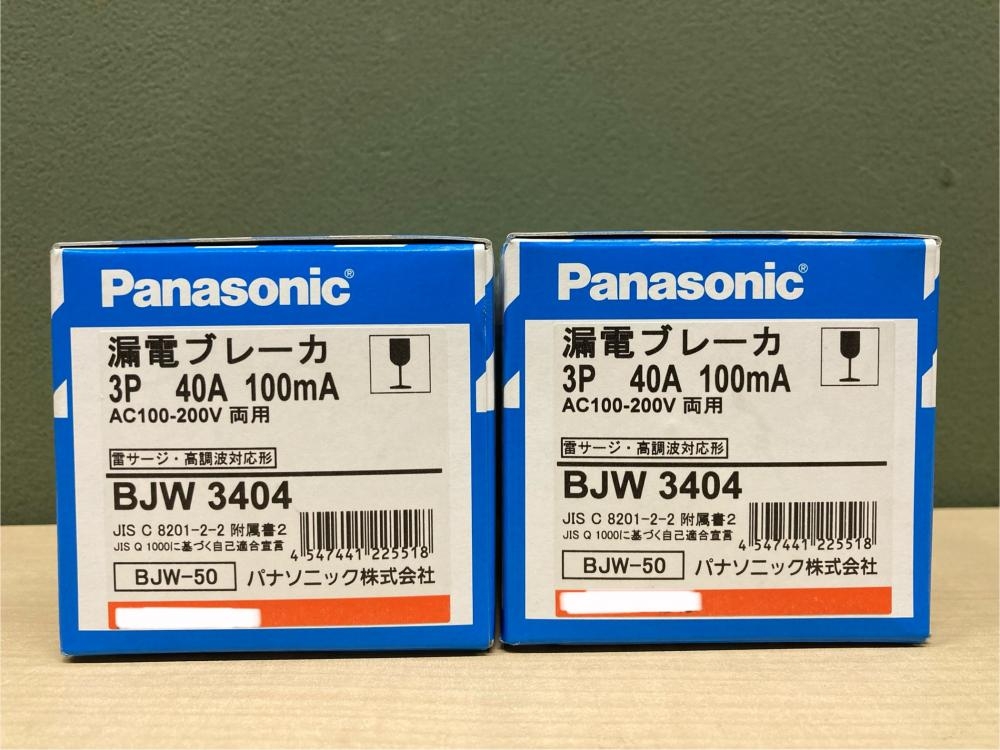 Panasonic®
漏電ブレーカ
3P 40A 100mA
AC100-200V 両用
雷サージ・高調波対応形
BJW 3404
JIS C 8201-2-2 附属書2
JIS Q 1000に基づく自己適合宣言
4 547441 225518
BJW-50 パナソニック株式会社
Panasonic®
漏電ブレーカ
3P 40A 100mA
AC100-200V 両用
雷サージ・高調波対応形
BJW 3404
JIS C 8201-2-2 附属書2
JIS Q 1000に基づく自己適合宣言
4 547441 225518
BJW-50 パナソニック株式会社